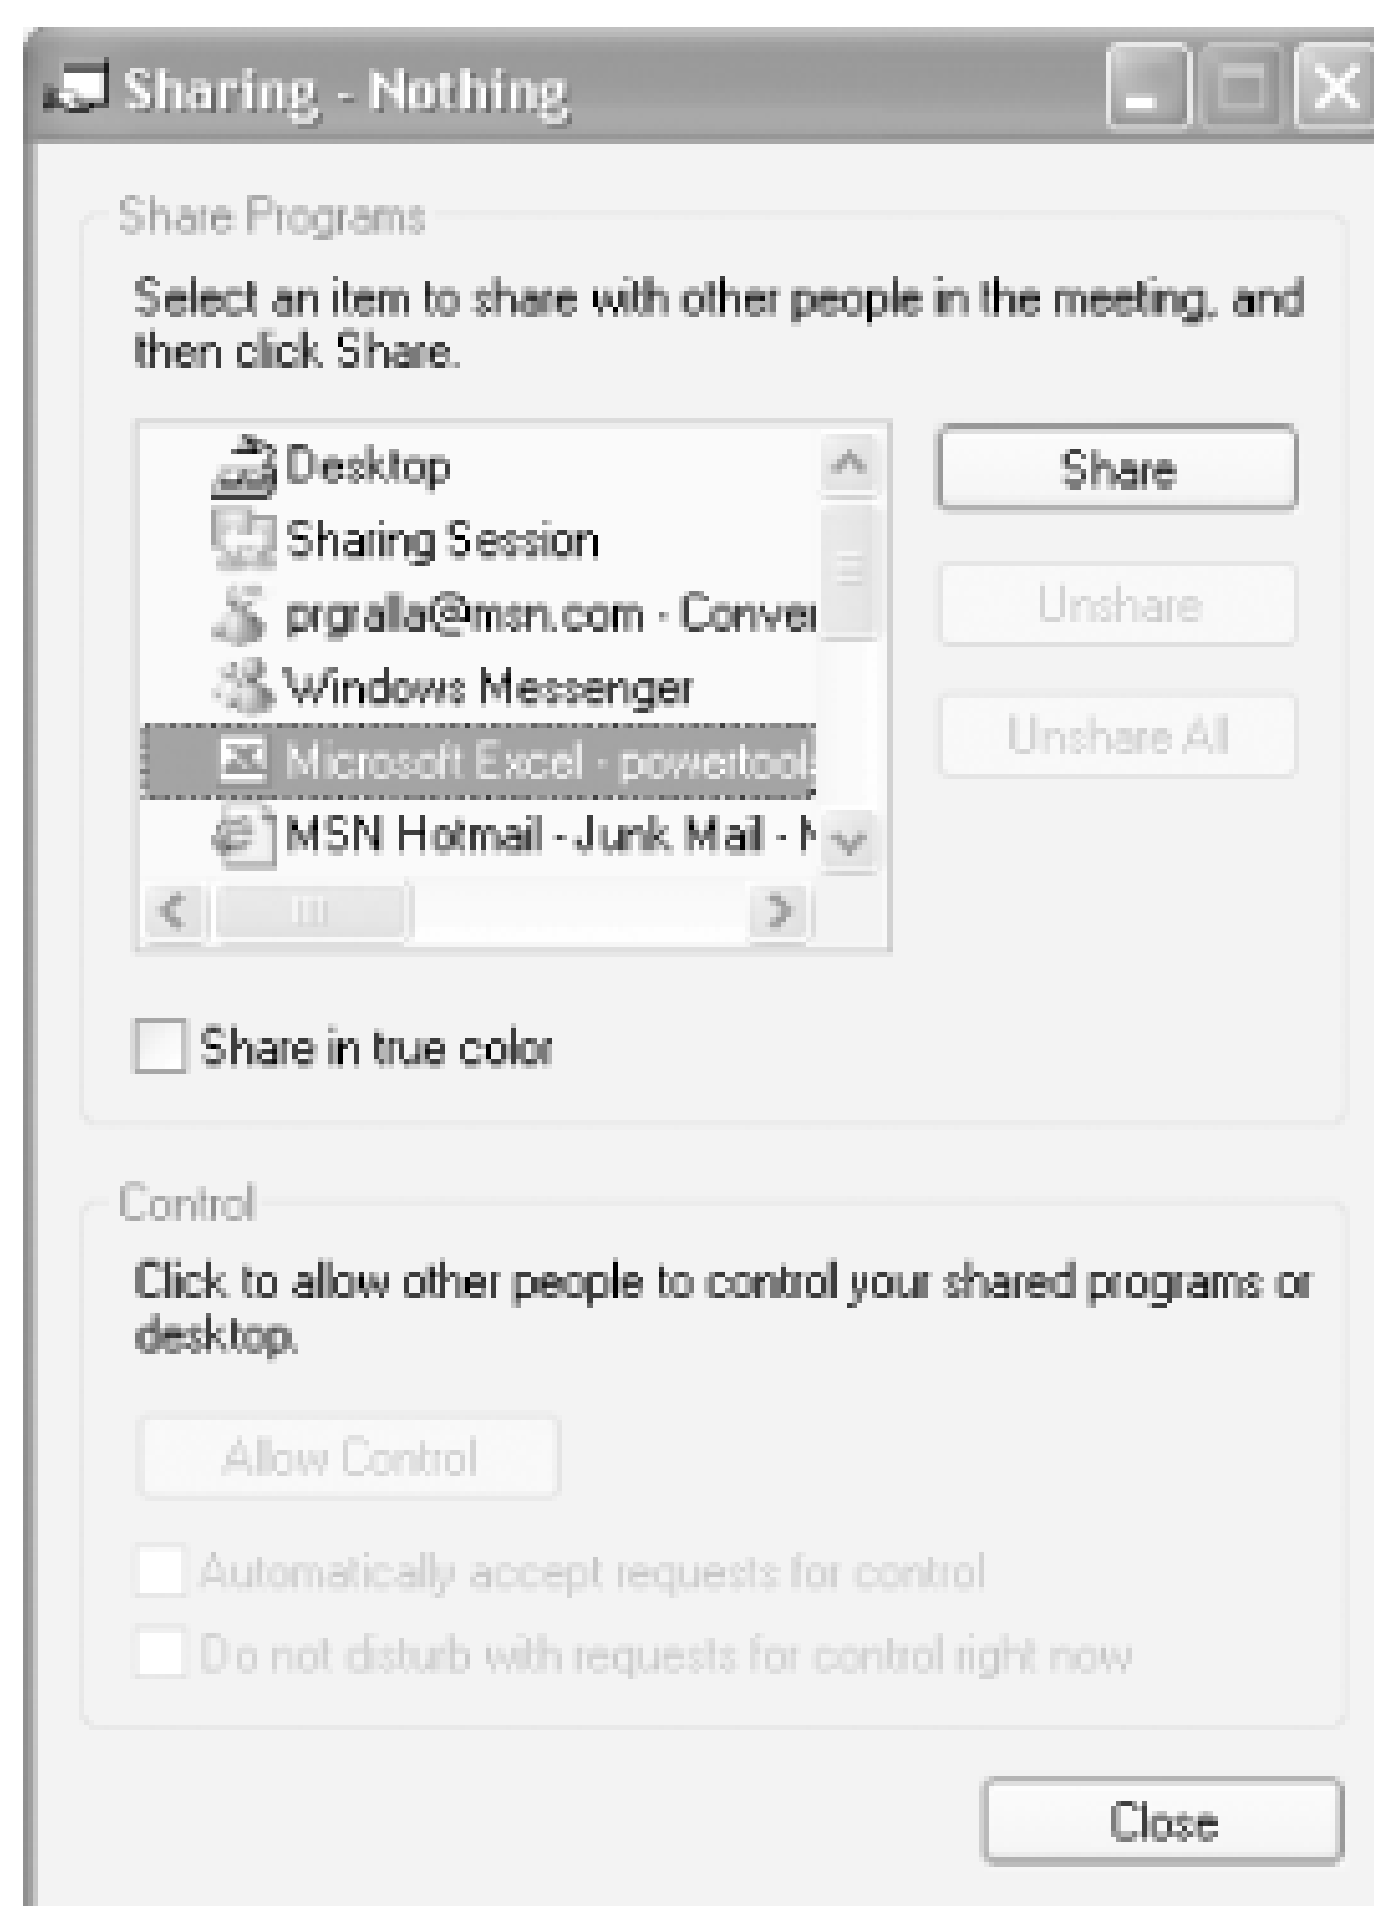 Sharing - Nothing
Share Programs
Select an item to share with other people in the meeting, and
then click Share.
Desktop
Share
Sharing Session
prgralla@msn.com - Conver
Unshare
Windows Messenger
Unshare All
Microsoft Excel - powertools
MSN Hotmail - Junk Mail -
Share in true color
Control
Click to allow other people to control your shared programs or
desktop.
Allow Control
Automatically accept requests for control
Do not disturb with requests for control right now
Close